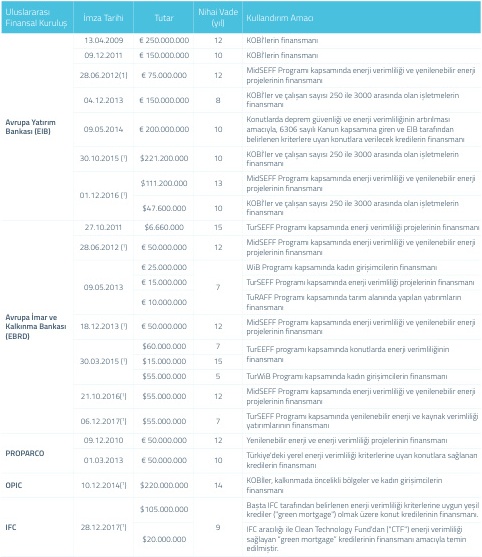 Uluslararası
Finansal Kuruluş
İmza Tarihi
Tutar
Nihai Vade
(yıl)
Kullandırım Amacı
Avrupa Yatırım
Bankası (EIB)
13.04.2009 € 250.000.000 12 KOBİ'lerin finansmanı
09.12.2011 € 150.000.000 10 KOBİ'lerin finansmanı
28.06.2012(1) € 75.000.000 12 MidSEFF Programı kapsamında enerji verimliliği ve yenilenebilir enerji
projelerinin finansmanı
04.12.2013 € 150.000.000 8 KOBİ'ler ve çalışan sayısı 250 ile 3000 arasında olan işletmelerin
finansmanı
09.05.2014 € 200.000.000 10 Konutlarda deprem güvenliği ve enerji verimliliğinin artırılması
amacıyla, 6306 sayılı Kanun kapsamına giren ve EIB tarafından
belirlenen kriterlere uyan konutlara verilecek kredilerin finansmanı
30.10.2015 (¹) $221.200.000 10 KOBİ'ler ve çalışan sayısı 250 ile 3000 arasında olan işletmelerin
finansmanı
01.12.2016 (¹)
$111.200.000 13 MidSEFF Programı kapsamında enerji verimliliği ve yenilenebilir enerji
projelerinin finansmanı
$47.600.000 10 KOBİ'ler ve çalışan sayısı 250 ile 3000 arasında olan işletmelerin
finansmanı
Avrupa İmar ve
Kalkınma Bankası
(EBRD)
27.10.2011 $6.660.000 15 TurSEFF Programı kapsamında enerji verimliliği projelerinin finansmanı
28.06.2012 (¹) € 50.000.000 12 MidSEFF Programı kapsamında enerji verimliliği ve yenilenebilir enerji
projelerinin finansmanı
09.05.2013
€ 25.000.000 WiB Programı kapsamında kadın girişimcilerin finansmanı
€ 15.000.000 7 TurSEFF Programı kapsamında enerji verimliliği projelerinin finansmanı
€ 10.000.000 TuRAFF Programı kapsamında tarım alanında yapılan yatırımların
finansmanı
18.12.2013 (¹) € 50.000.000 12 MidSEFF Programı kapsamında enerji verimliliği ve yenilenebilir enerji
projelerinin finansmanı
30.03.2015 (¹)
$60.000.000 7 TurEEFF programı kapsamında konutlarda enerji verimliliğinin
finansmanı
$15.000.000 15
$55.000.000 5 TurWiB Programı kapsamında kadın girişimcilerin finansmanı
21.10.2016(¹) $55.000.000 12 MidSEFF Programı kapsamında enerji verimliliği ve yenilenebilir enerji
projelerinin finansmanı
06.12.2017(¹) $55.000.000 7 TurSEFF Programı kapsamında yenilenebilir enerji ve kaynak verimliliği
yatırımlarının finansmanı
PROPARCO
09.12.2010 € 50.000.000 12 Yenilenebilir enerji ve enerji verimliliği projelerinin finansmanı
01.03.2013 € 50.000.000 10 Türkiye'deki yerel enerji verimliliği kriterlerine uyan konutlara sağlanan
kredilerin finansmanı
OPIC 10.12.2014(¹) $220.000.000 14 KOBİler, kalkınmada öncelikli bölgeler ve kadın girişimcilerin
finansmanı
IFC 28.12.2017(¹) 9
$105.000.000 Başta IFC tarafından belirlenen enerji verimliliği kriterlerine uygun yeşil
krediler ("green mortgage") olmak üzere konut kredilerinin finansmanı.
$20.000.000 IFC aracılığı ile Clean Technology Fund'dan ("CTF") enerji verimliliği
sağlayan "green mortgage" kredilerinin finansmanı amacıyla temin
edilmiştir.